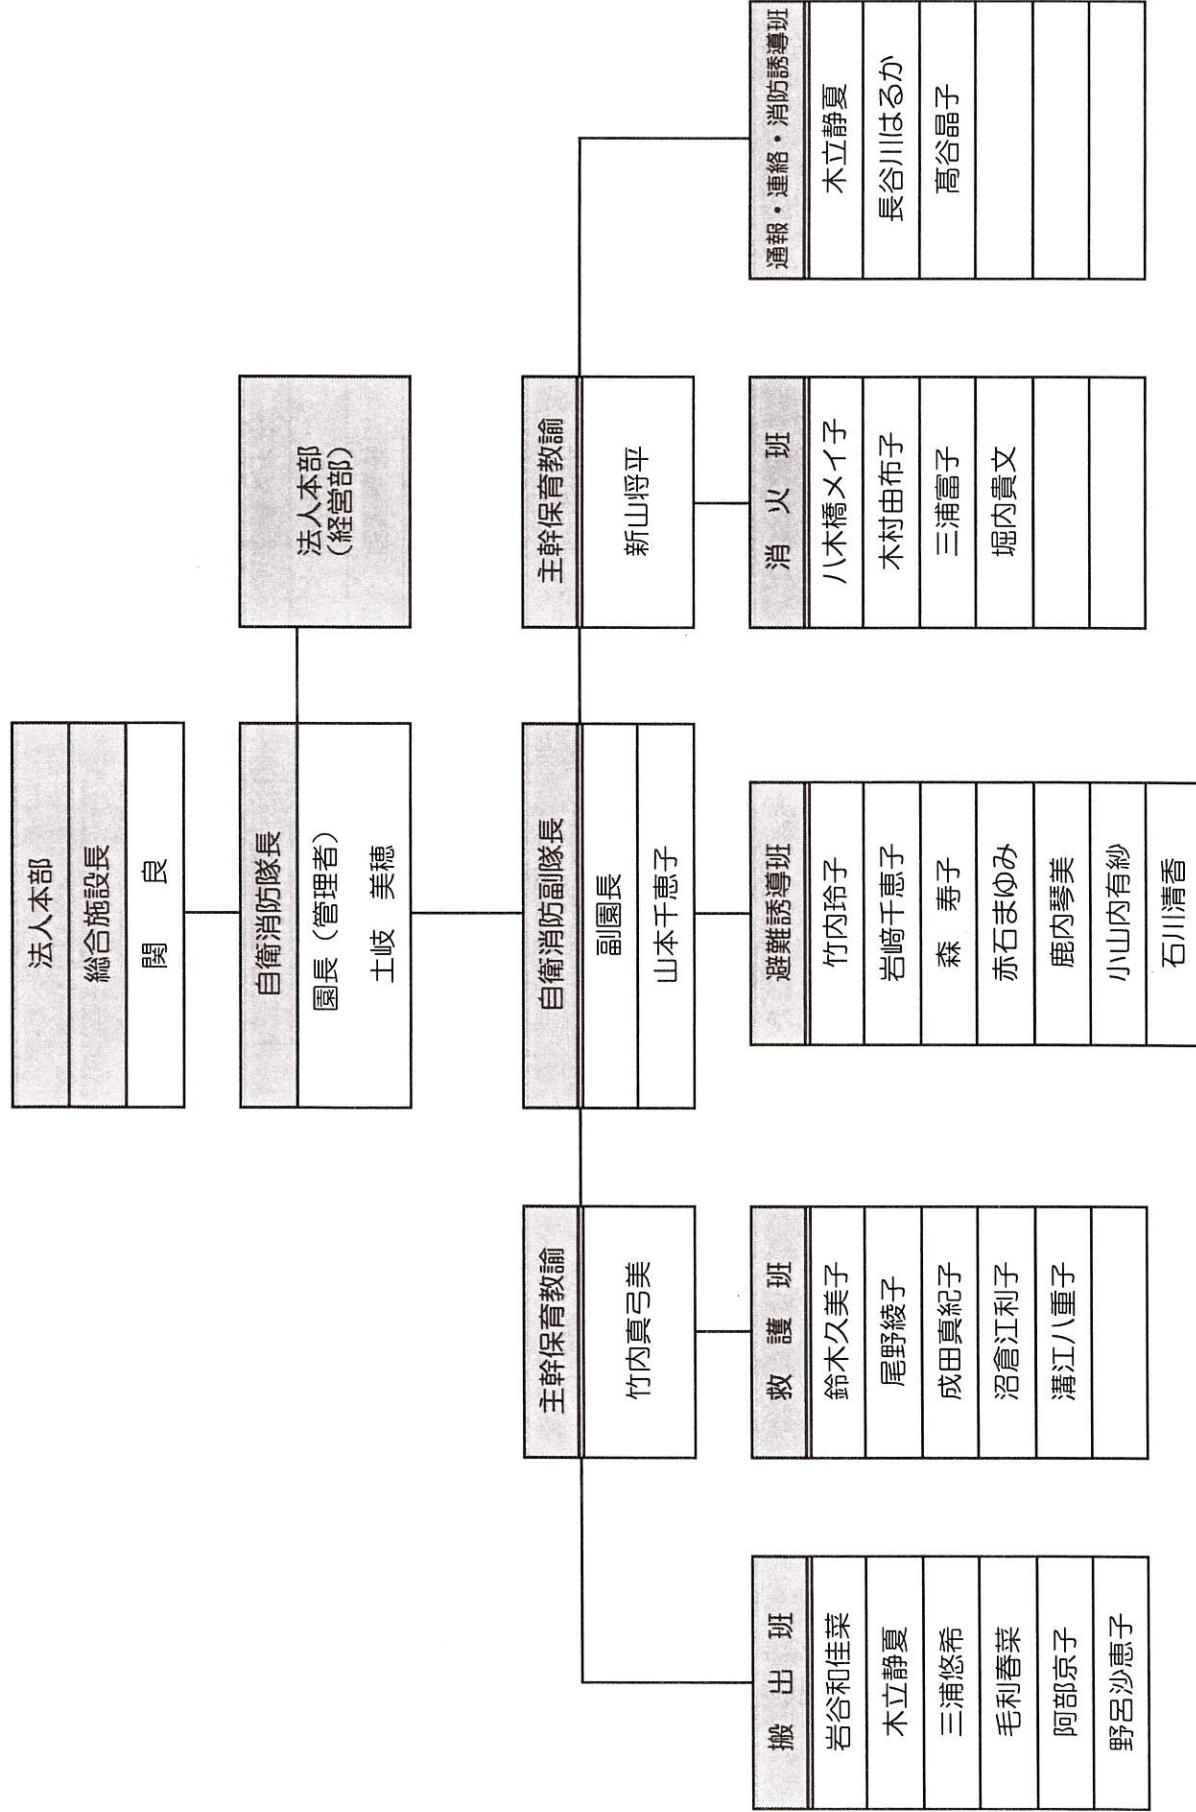 法人本部
総合施設長
関　良
自衛消防隊長
園長（管理者）
土岐　美穂
法人本部
（経営部）
自衛消防副隊長
副園長
山本千恵子
主幹保育教諭
竹内真弓美
主幹保育教諭
新山将平
搬　出　班
岩谷和佳菜
木立静夏
三浦悠希
毛利春菜
阿部京子
野呂沙恵子
救　護　班
鈴木久美子
尾野綾子
成田真紀子
沼倉江利子
溝江八重子
避難誘導班
竹内玲子
岩﨑千恵子
森　寿子
赤石まゆみ
鹿内琴美
小山内有紗
石川清香
消　火　班
八木橋メイ子
木村由布子
三浦富子
堀内貴文
通報・連絡・消防誘導班
木立静夏
長谷川はるか
髙谷晶子